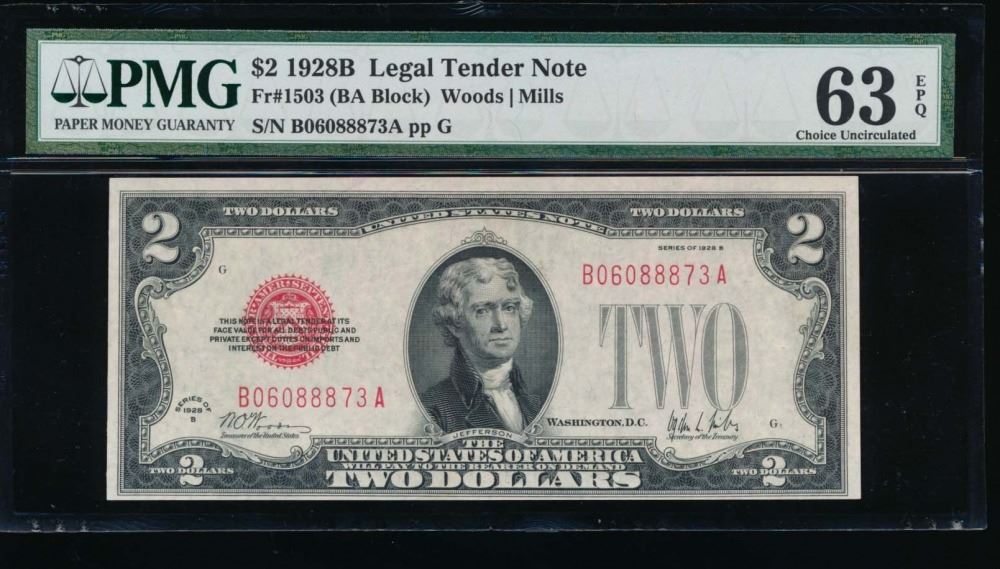 PMG
PAPER MONEY GUARANTY
$2 1928B Legal Tender Note
Fr#1503 (BA Block) Woods | Mills
S/N B06088873A pp G
63
EPQ
Choice Uncirculated
2
TWO DOLLARS
UNITED STATES NOTE
TWO DOLLARS
2
SERIES OF 1928 B
G
B06088873A
THIS NOTE IS A LEGAL TENDER AT ITS
FACE VALUE FOR ALL DEBTS PUBLIC AND
PRIVATE EXCEPT DUTIES ON IMPORTS AND
INTEREST ON THE PUBLIC DEBT
TWO
B06088873A
SERIES OF
1928
B
Treasurer of the United States
JEFFERSON
WASHINGTON, D.C.
Secretary of the Treasury
G
THE
UNITED STATES OF AMERICA
WILL PAY TO THE BEARER ON DEMAND
TWO DOLLARS
2
TWO DOLLARS
2
TWO DOLLARS